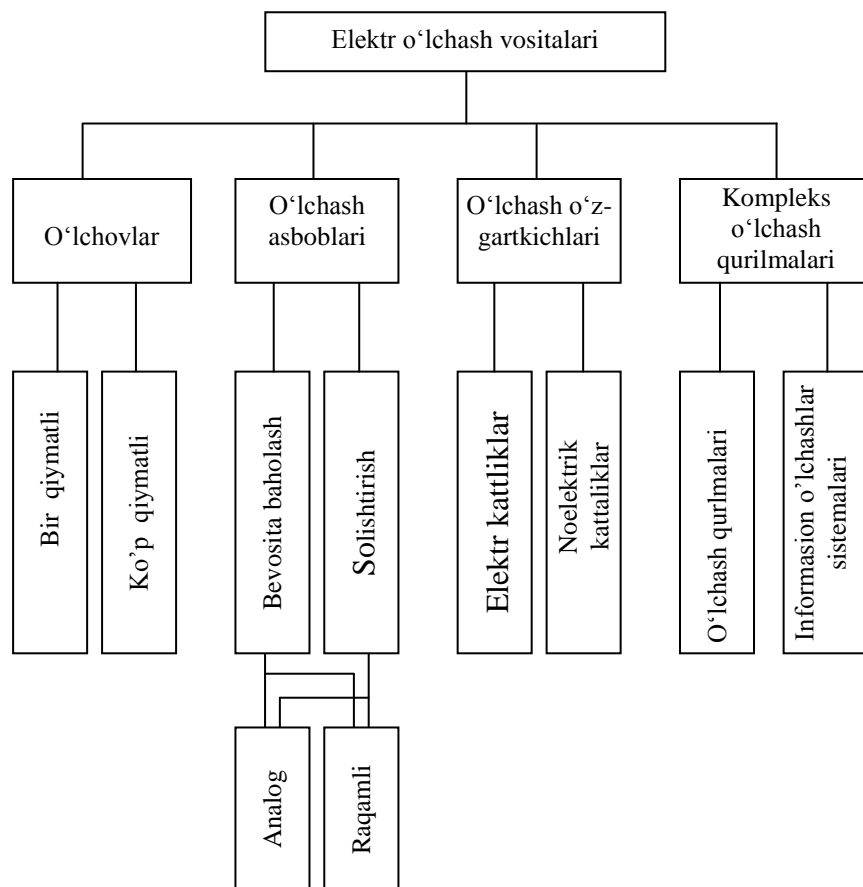 Elektr o‘lchash vositalari
O‘lchovlar
O‘lchash
asboblari
O‘lchash o‘z-
gartkichlari
Kompleks
o‘lchash
qurilmalari
Bir qiymatli
Ko’p qiymatli
Bevosita baholash
Solishtirish
Elektr kattliklar
Noelektrik
kattaliklar
O‘lchash qurlmalari
Informasion o’lchashlar
sistemalari
Analog
Raqamli